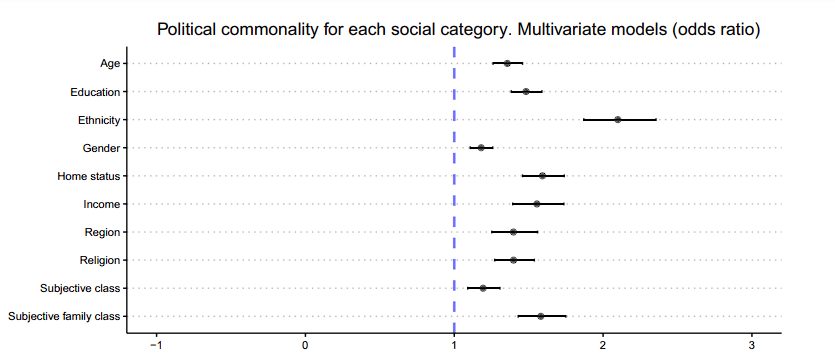 Political commonality for each social category. Multivariate models (odds ratio)
Age
Education
Ethnicity
Gender
Home status
Income
Region
Religion
Subjective class
Subjective family class
−1 0 1 2 3